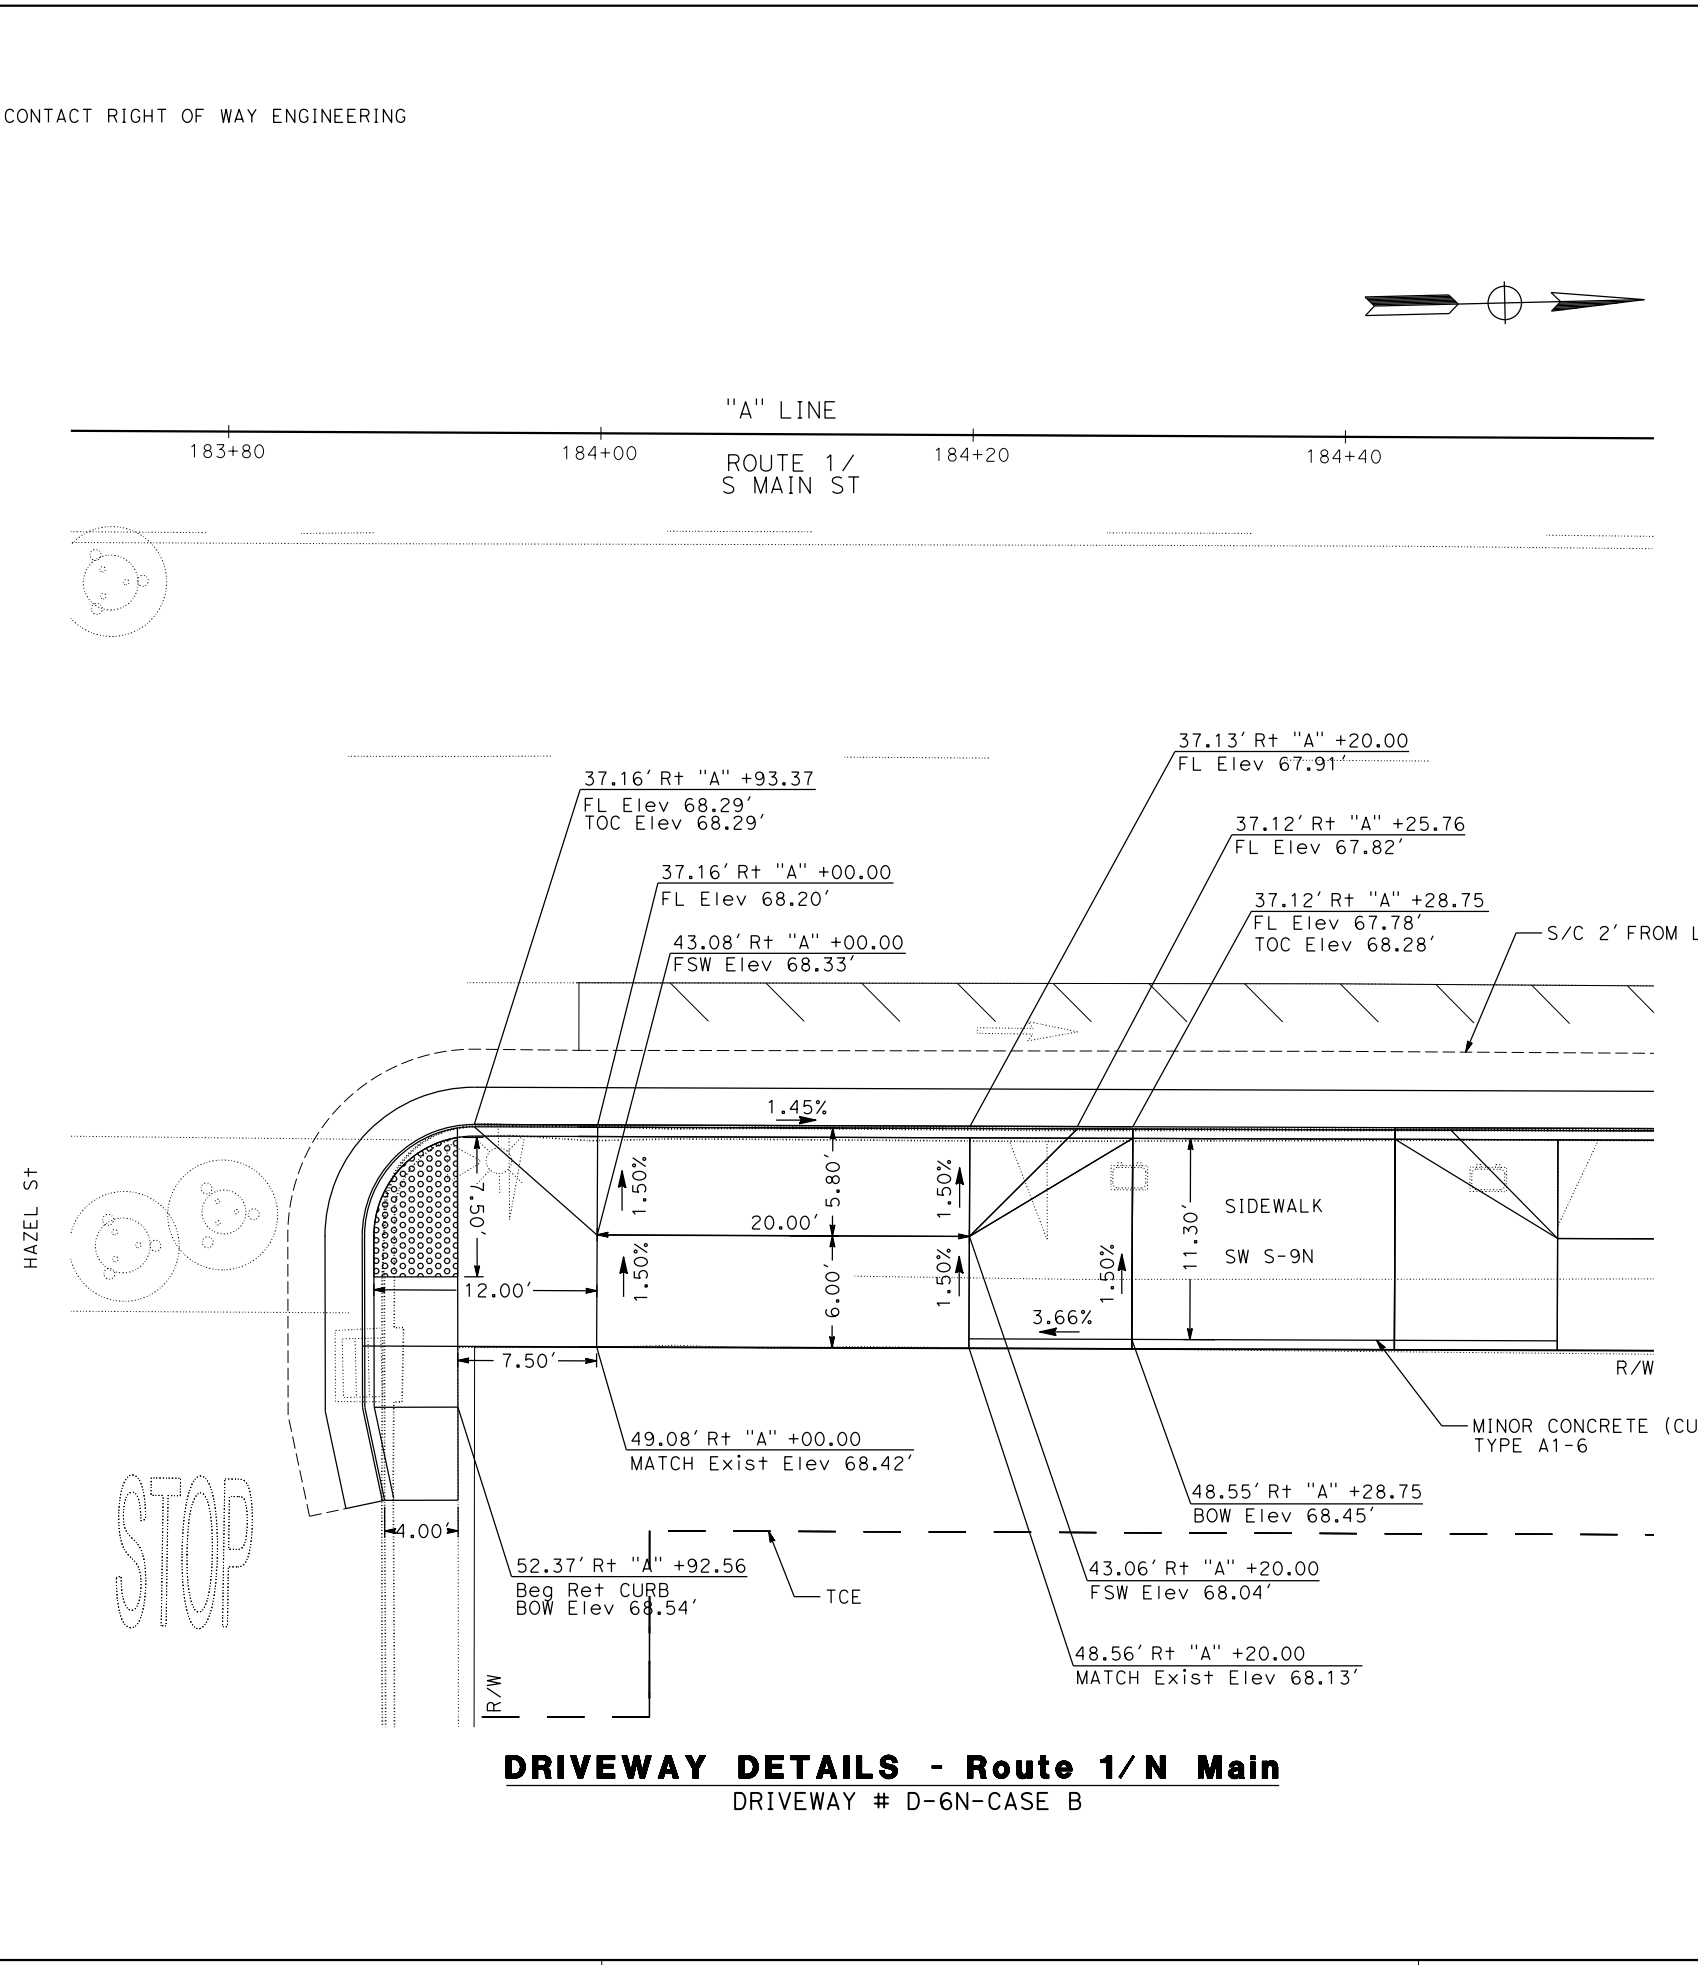 CONTACT RIGHT OF WAY ENGINEERING
"A" LINE
183+80
184+00
184+20
184+40
ROUTE 1/
S MAIN ST
37.13' Rt "A" +20.00
FL Elev 67.91'
37.16' Rt "A" +93.37
FL Elev 68.29'
TOC Elev 68.29'
37.12' Rt "A" +25.76
FL Elev 67.82'
37.16' Rt "A" +00.00
FL Elev 68.20'
37.12' Rt "A" +28.75
FL Elev 67.78'
TOC Elev 68.28'
43.08' Rt "A" +00.00
FSW Elev 68.33'
S/C 2' FROM L
1.45%
HAZEL St
7.50'
1.50%
5.80'
1.50%
20.00'
SIDEWALK
SW S-9N
11.30'
1.50%
6.00'
1.50%
1.50%
12.00'
3.66%
7.50'
R/W
49.08' Rt "A" +00.00
MATCH Exist Elev 68.42'
MINOR CONCRETE (CU
TYPE A1-6
48.55' Rt "A" +28.75
BOW Elev 68.45'
STOP
4.00'
52.37' Rt "A" +92.56
Beg Ret CURB
BOW Elev 68.54'
TCE
43.06' Rt "A" +20.00
FSW Elev 68.04'
48.56' Rt "A" +20.00
MATCH Exist Elev 68.13'
R/W
DRIVEWAY DETAILS - Route 1/N Main
DRIVEWAY # D-6N-CASE B